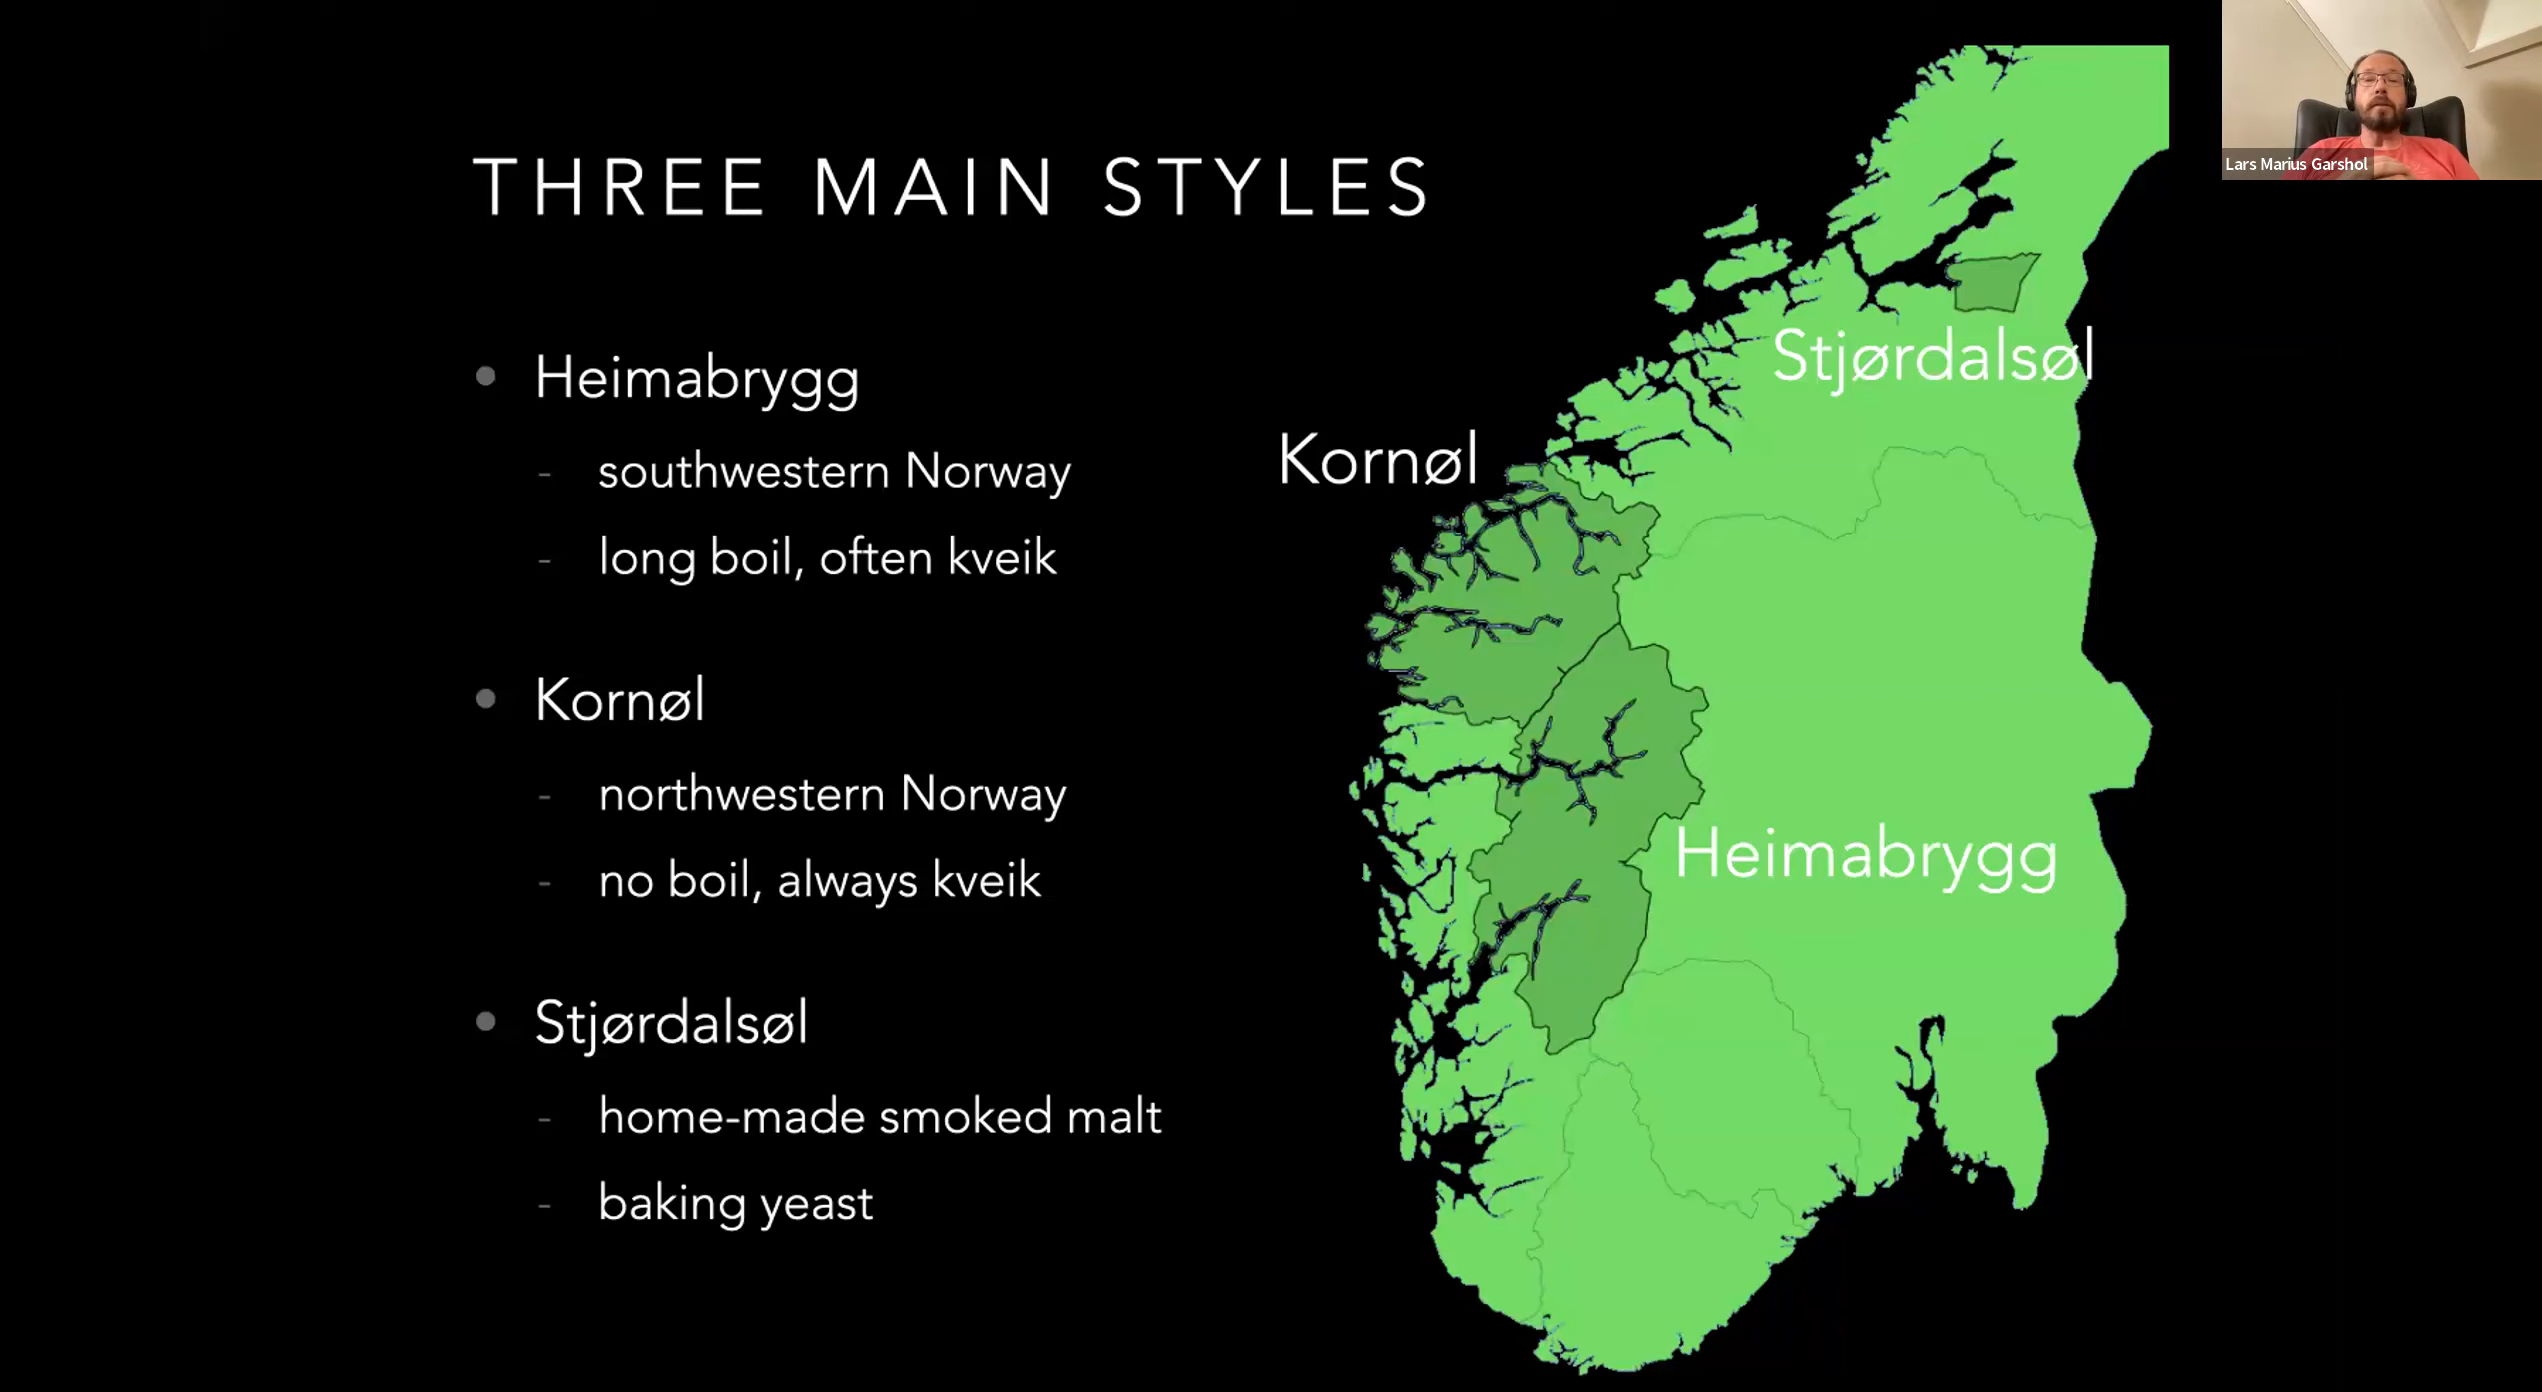 THREE MAIN STYLES
Heimabrygg
- southwestern Norway
- long boil, often kveik
Kornøl
- northwestern Norway
- no boil, always kveik
Stjørdalsøl
- home-made smoked malt
- baking yeast
Stjørdalsøl
Kornøl
Heimabrygg
Lars Marius Garshol